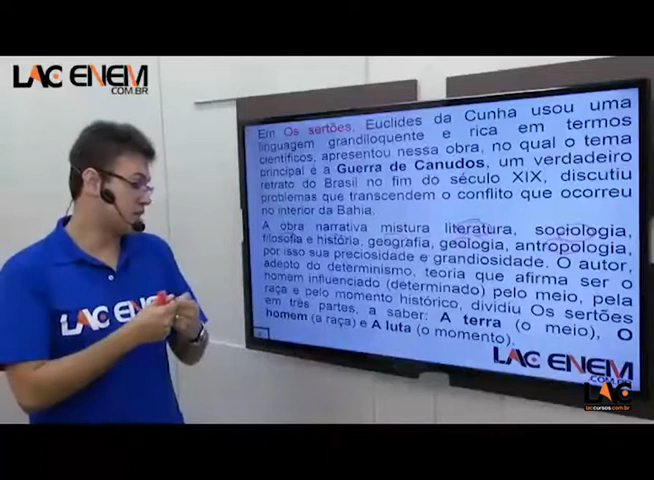 LAC ENEM
.COM.BR
Em Os sertões, Euclides da Cunha usou uma
linguagem grandiloquente e rica em termos
científicos, apresentou nessa obra, no qual o tema
principal é a Guerra de Canudos, um verdadeiro
retrato do Brasil no fim do século XIX, discutiu
problemas que transcendem o conflito que ocorreu
no interior da Bahia.
A obra narrativa mistura literatura, sociologia,
filosofia e história, geografia, geologia, antropologia,
por isso sua preciosidade e grandiosidade. O autor,
adepto do determinismo, teoria que afirma ser o
homem influenciado (determinado) pelo meio, pela
raça e pelo momento histórico, dividiu Os Sertões
em três partes, a saber: A terra (o meio), O
homem (a raça) e A luta (o momento).
LAC ENEM
.COM.BR
LAC ENEM
LAC
laccursos.com.br